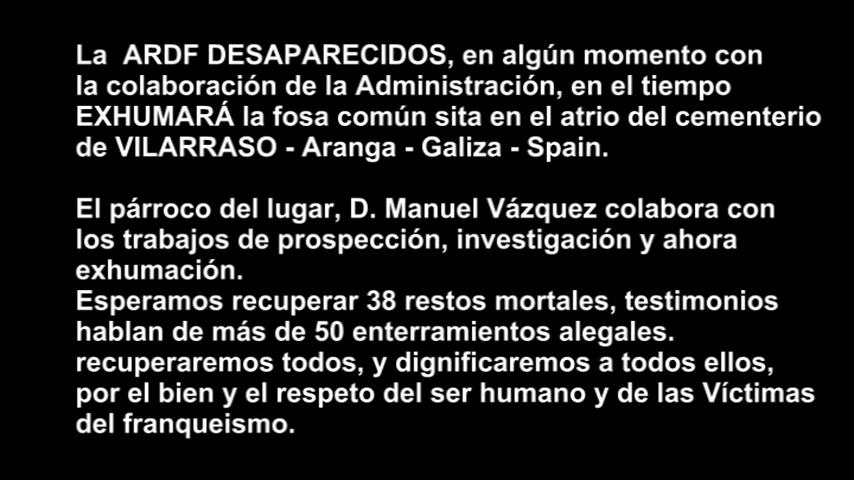 La  ARDF DESAPARECIDOS, en algún momento con
la colaboración de la Administración, en el tiempo
EXHUMARÁ la fosa común sita en el atrio del cementerio
de VILARRASO - Aranga - Galiza - Spain.
El párroco del lugar, D. Manuel Vázquez colabora con
los trabajos de prospección, investigación y ahora
exhumación.
Esperamos recuperar 38 restos mortales, testimonios
hablan de más de 50 enterramientos alegales.
recuperaremos todos, y dignificaremos a todos ellos,
por el bien y el respeto del ser humano y de las Víctimas
del franqueismo.